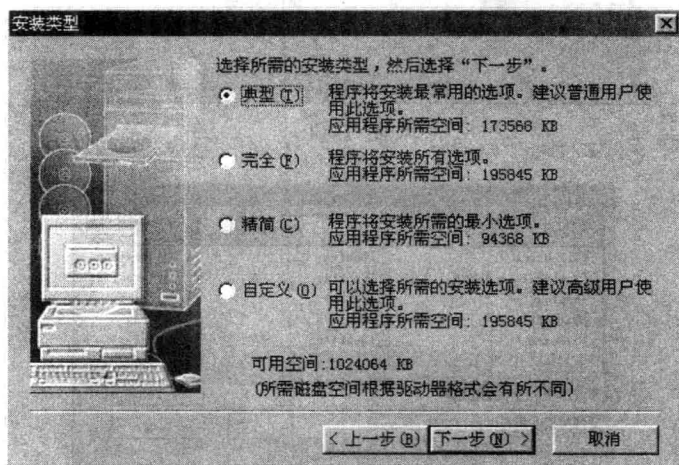 安装类型
选择所需的安装类型，然后选择“下一步”。
典型(T)
程序将安装最常用的选项。建议普通用户使
用此选项。
应用程序所需空间: 173566 KB
完全(F)
程序将安装所有选项。
应用程序所需空间: 195845 KB
精简(C)
程序将安装所需的最小选项。
应用程序所需空间: 94368 KB
自定义(O)
可以选择所需的安装选项。建议高级用户使
用此选项。
应用程序所需空间: 195845 KB
可用空间:1024064 KB
(所需磁盘空间根据驱动器格式会有所不同)
< 上一步(B)
下一步(N) >
取消